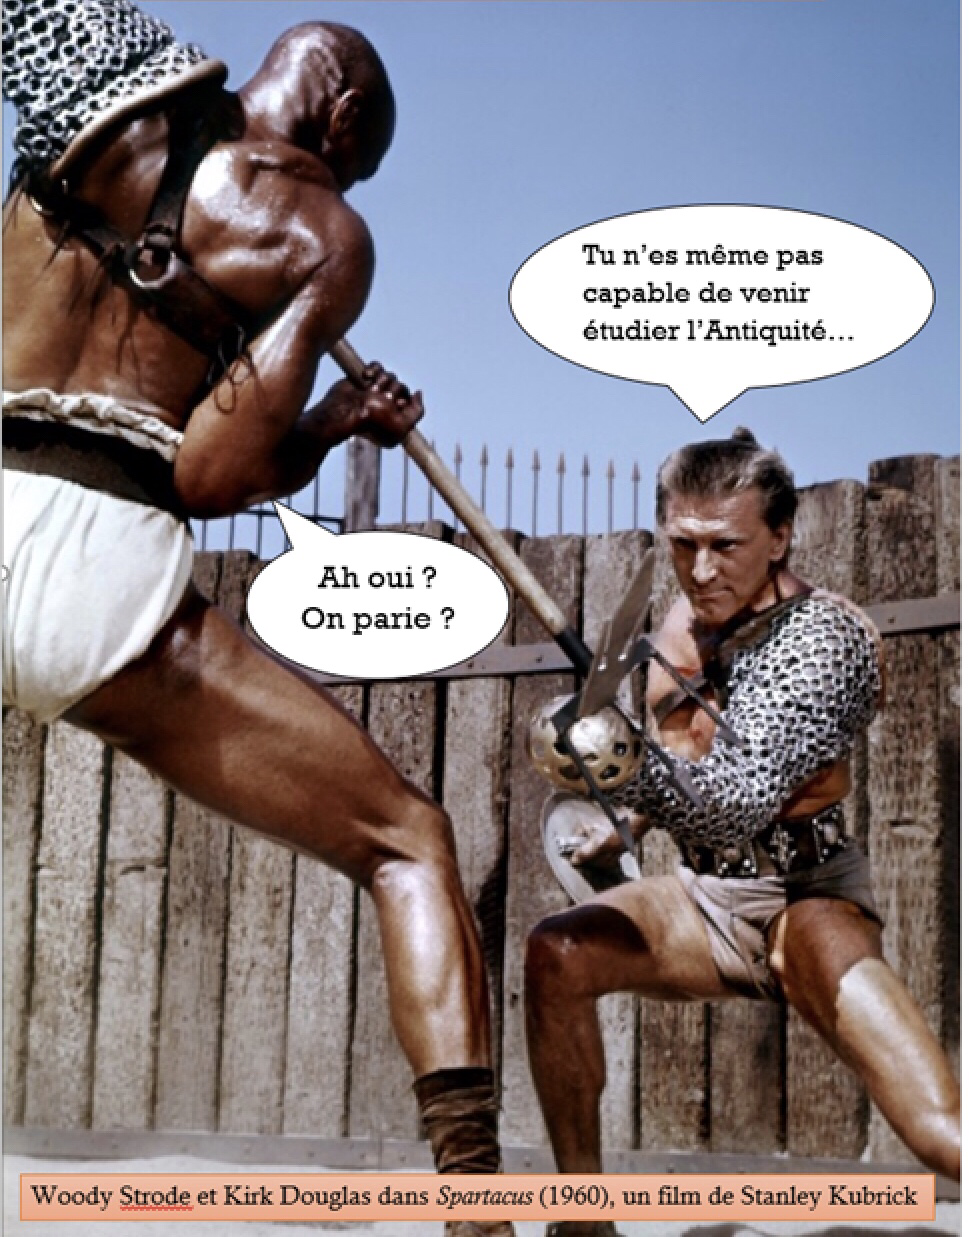 Tu n'es même pas
capable de venir
étudier l'Antiquité...
Ah oui ?
On parie ?
Woody Strode et Kirk Douglas dans Spartacus (1960), un film de Stanley Kubrick